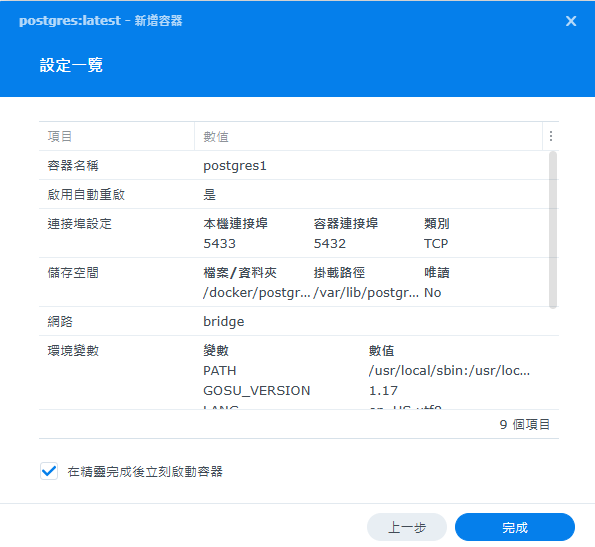 postgres:latest - 新增容器
設定一覽
項目 數值
容器名稱 postgres1
啟用自動重啟 是
連接埠設定 本機連接埠 容器連接埠 類別
5433 5432 TCP
儲存空間 檔案/資料夾 掛載路徑 唯讀
/docker/postgr... /var/lib/postgr... No
網路 bridge
環境變數 變數 數值
PATH /usr/local/sbin:/usr/loc...
GOSU_VERSION 1.17
LANG en_US.utf8
9 個項目
在精靈完成後立刻啟動容器
上一步 完成